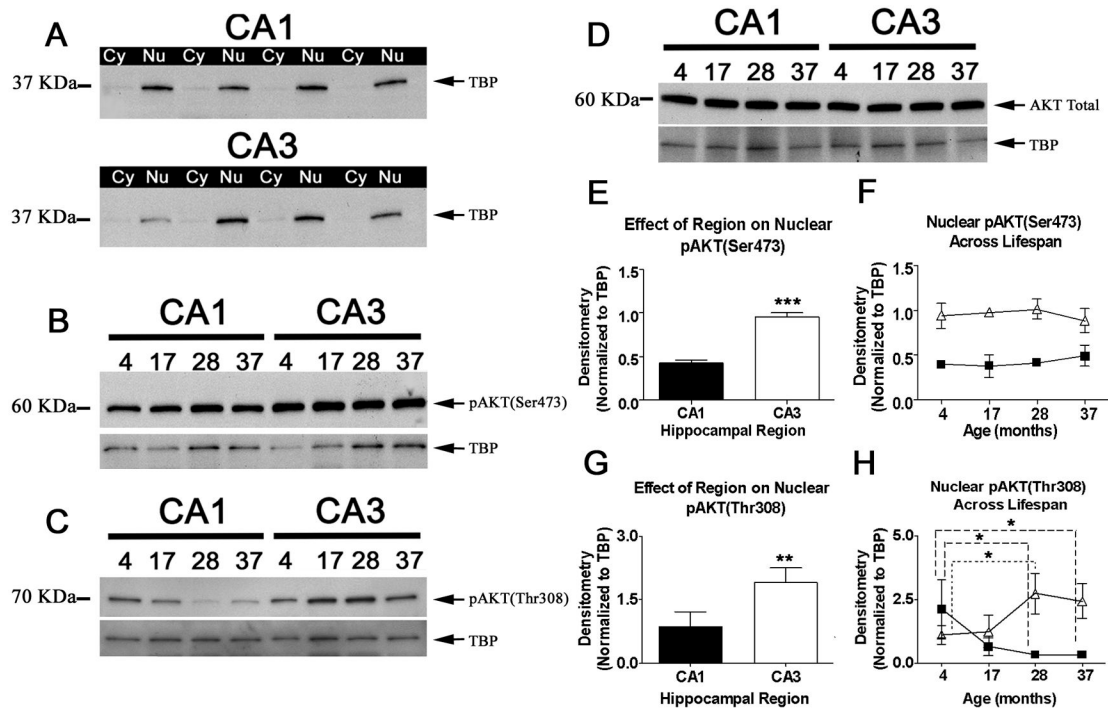 A
CA1
Cy Nu Cy Nu Cy Nu Cy Nu
37 KDa
TBP
CA3
Cy Nu Cy Nu Cy Nu Cy Nu
37 KDa
TBP
B
CA1 CA3
4 17 28 37 4 17 28 37
60 KDa
pAKT(Ser473)
TBP
C
CA1 CA3
4 17 28 37 4 17 28 37
70 KDa
pAKT(Thr308)
TBP
D
CA1 CA3
4 17 28 37 4 17 28 37
60 KDa
AKT Total
TBP
E
Effect of Region on Nuclear
pAKT(Ser473)
Densitometry
(Normalized to TBP)
1.5
1.0
0.5
0.0
***
CA1 CA3
Hippocampal Region
F
Nuclear pAKT(Ser473)
Across Lifespan
Densitometry
(Normalized to TBP)
1.5
1.0
0.5
0.0
4 17 28 37
Age (months)
G
Effect of Region on Nuclear
pAKT(Thr308)
Densitometry
(Normalized to TBP)
3.0
1.5
0.0
**
CA1 CA3
Hippocampal Region
H
Nuclear pAKT(Thr308)
Across Lifespan
Densitometry
(Normalized to TBP)
5.0
2.5
0.0
*
*
*
4 17 28 37
Age (months)